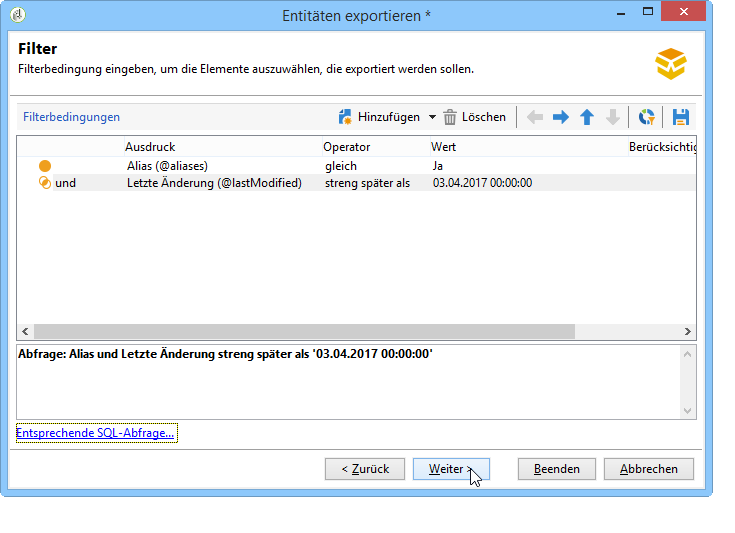 Entitäten exportieren *
Filter
Filterbedingung eingeben, um die Elemente auszuwählen, die exportiert werden sollen.
Filterbedingungen Hinzufügen Löschen
Ausdruck Operator Wert Berücksichtig
Alias (@aliases) gleich Ja
und Letzte Änderung (@lastModified) streng später als 03.04.2017 00:00:00
Abfrage: Alias und Letzte Änderung streng später als '03.04.2017 00:00:00'
Entsprechende SQL-Abfrage...
< Zurück Weiter > Beenden Abbrechen